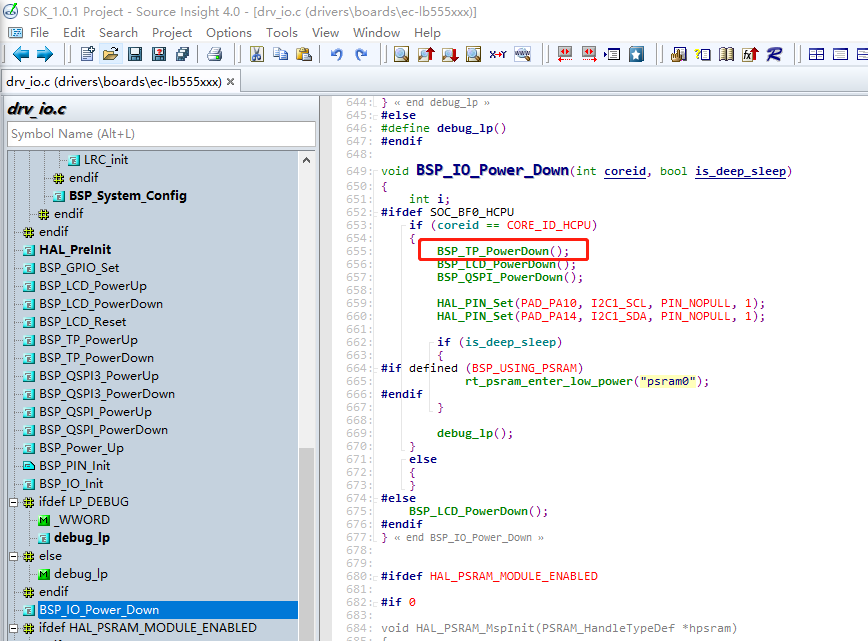 SDK_1.0.1 Project - Source Insight 4.0 - [drv_io.c (drivers\boards\ec-lb555xxx)]
File Edit Search Project Options Tools View Window Help
drv_io.c (drivers\boards\ec-lb555xxx) ×
drv_io.c
Symbol Name (Alt+L)
LRC_init
endif
BSP_System_Config
endif
endif
HAL_PreInit
BSP_GPIO_Set
BSP_LCD_PowerUp
BSP_LCD_PowerDown
BSP_LCD_Reset
BSP_TP_PowerUp
BSP_TP_PowerDown
BSP_QSPI3_PowerUp
BSP_QSPI3_PowerDown
BSP_QSPI_PowerUp
BSP_QSPI_PowerDown
BSP_Power_Up
BSP_PIN_Init
BSP_IO_Init
ifdef LP_DEBUG
_WWORD
debug_lp
else
debug_lp
endif
BSP_IO_Power_Down
ifdef HAL_PSRAM_MODULE_ENABLED
644: } « end debug_lp »
645: #else
646: #define debug_lp()
647: #endif
648:
649: void BSP_IO_Power_Down(int coreid, bool is_deep_sleep)
650: {
651: int i;
652: #ifdef SOC_BF0_HCPU
653: if (coreid == CORE_ID_HCPU)
654: {
655: BSP_TP_PowerDown();
656: BSP_LCD_PowerDown();
657: BSP_QSPI_PowerDown();
658:
659: HAL_PIN_Set(PAD_PA10, I2C1_SCL, PIN_NOPULL, 1);
660: HAL_PIN_Set(PAD_PA14, I2C1_SDA, PIN_NOPULL, 1);
661:
662: if (is_deep_sleep)
663: {
664: #if defined (BSP_USING_PSRAM)
665: rt_psram_enter_low_power("psram0");
666: #endif
667: }
668:
669: debug_lp();
670: }
671: else
672: {
673: }
674: #else
675: BSP_LCD_PowerDown();
676: #endif
677: } « end BSP_IO_Power_Down »
678:
679:
680: #ifdef HAL_PSRAM_MODULE_ENABLED
681:
682: #if 0
683:
684: void HAL_PSRAM_MspInit(PSRAM_HandleTypeDef *hpsram)
685: {